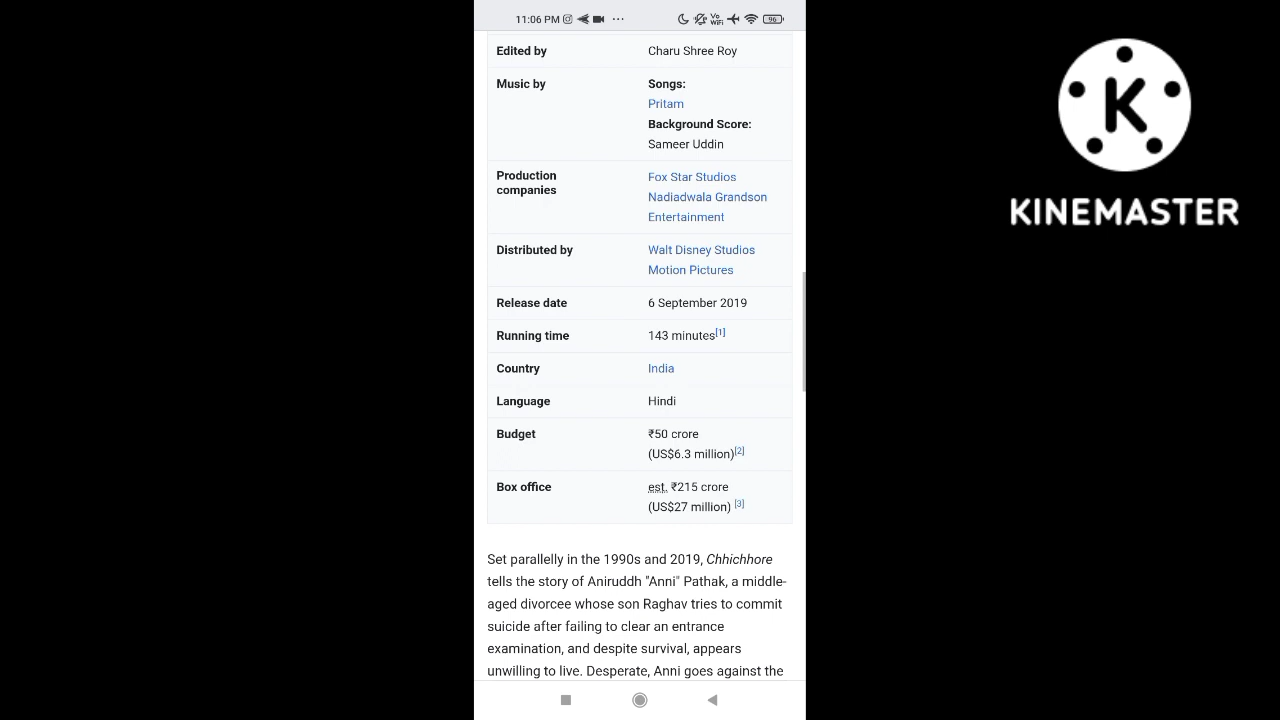 11:06 PM
Vo
WiFi
96
Edited by Charu Shree Roy
Music by Songs:
Pritam
Background Score:
Sameer Uddin
Production companies Fox Star Studios
Nadiadwala Grandson
Entertainment
Distributed by Walt Disney Studios
Motion Pictures
Release date 6 September 2019
Running time 143 minutes[1]
Country India
Language Hindi
Budget ₹50 crore
(US$6.3 million)[2]
Box office est. ₹215 crore
(US$27 million) [3]
Set parallelly in the 1990s and 2019, Chhichhore
tells the story of Aniruddh "Anni" Pathak, a middle-
aged divorcee whose son Raghav tries to commit
suicide after failing to clear an entrance
examination, and despite survival, appears
unwilling to live. Desperate, Anni goes against the
K
KINEMASTER